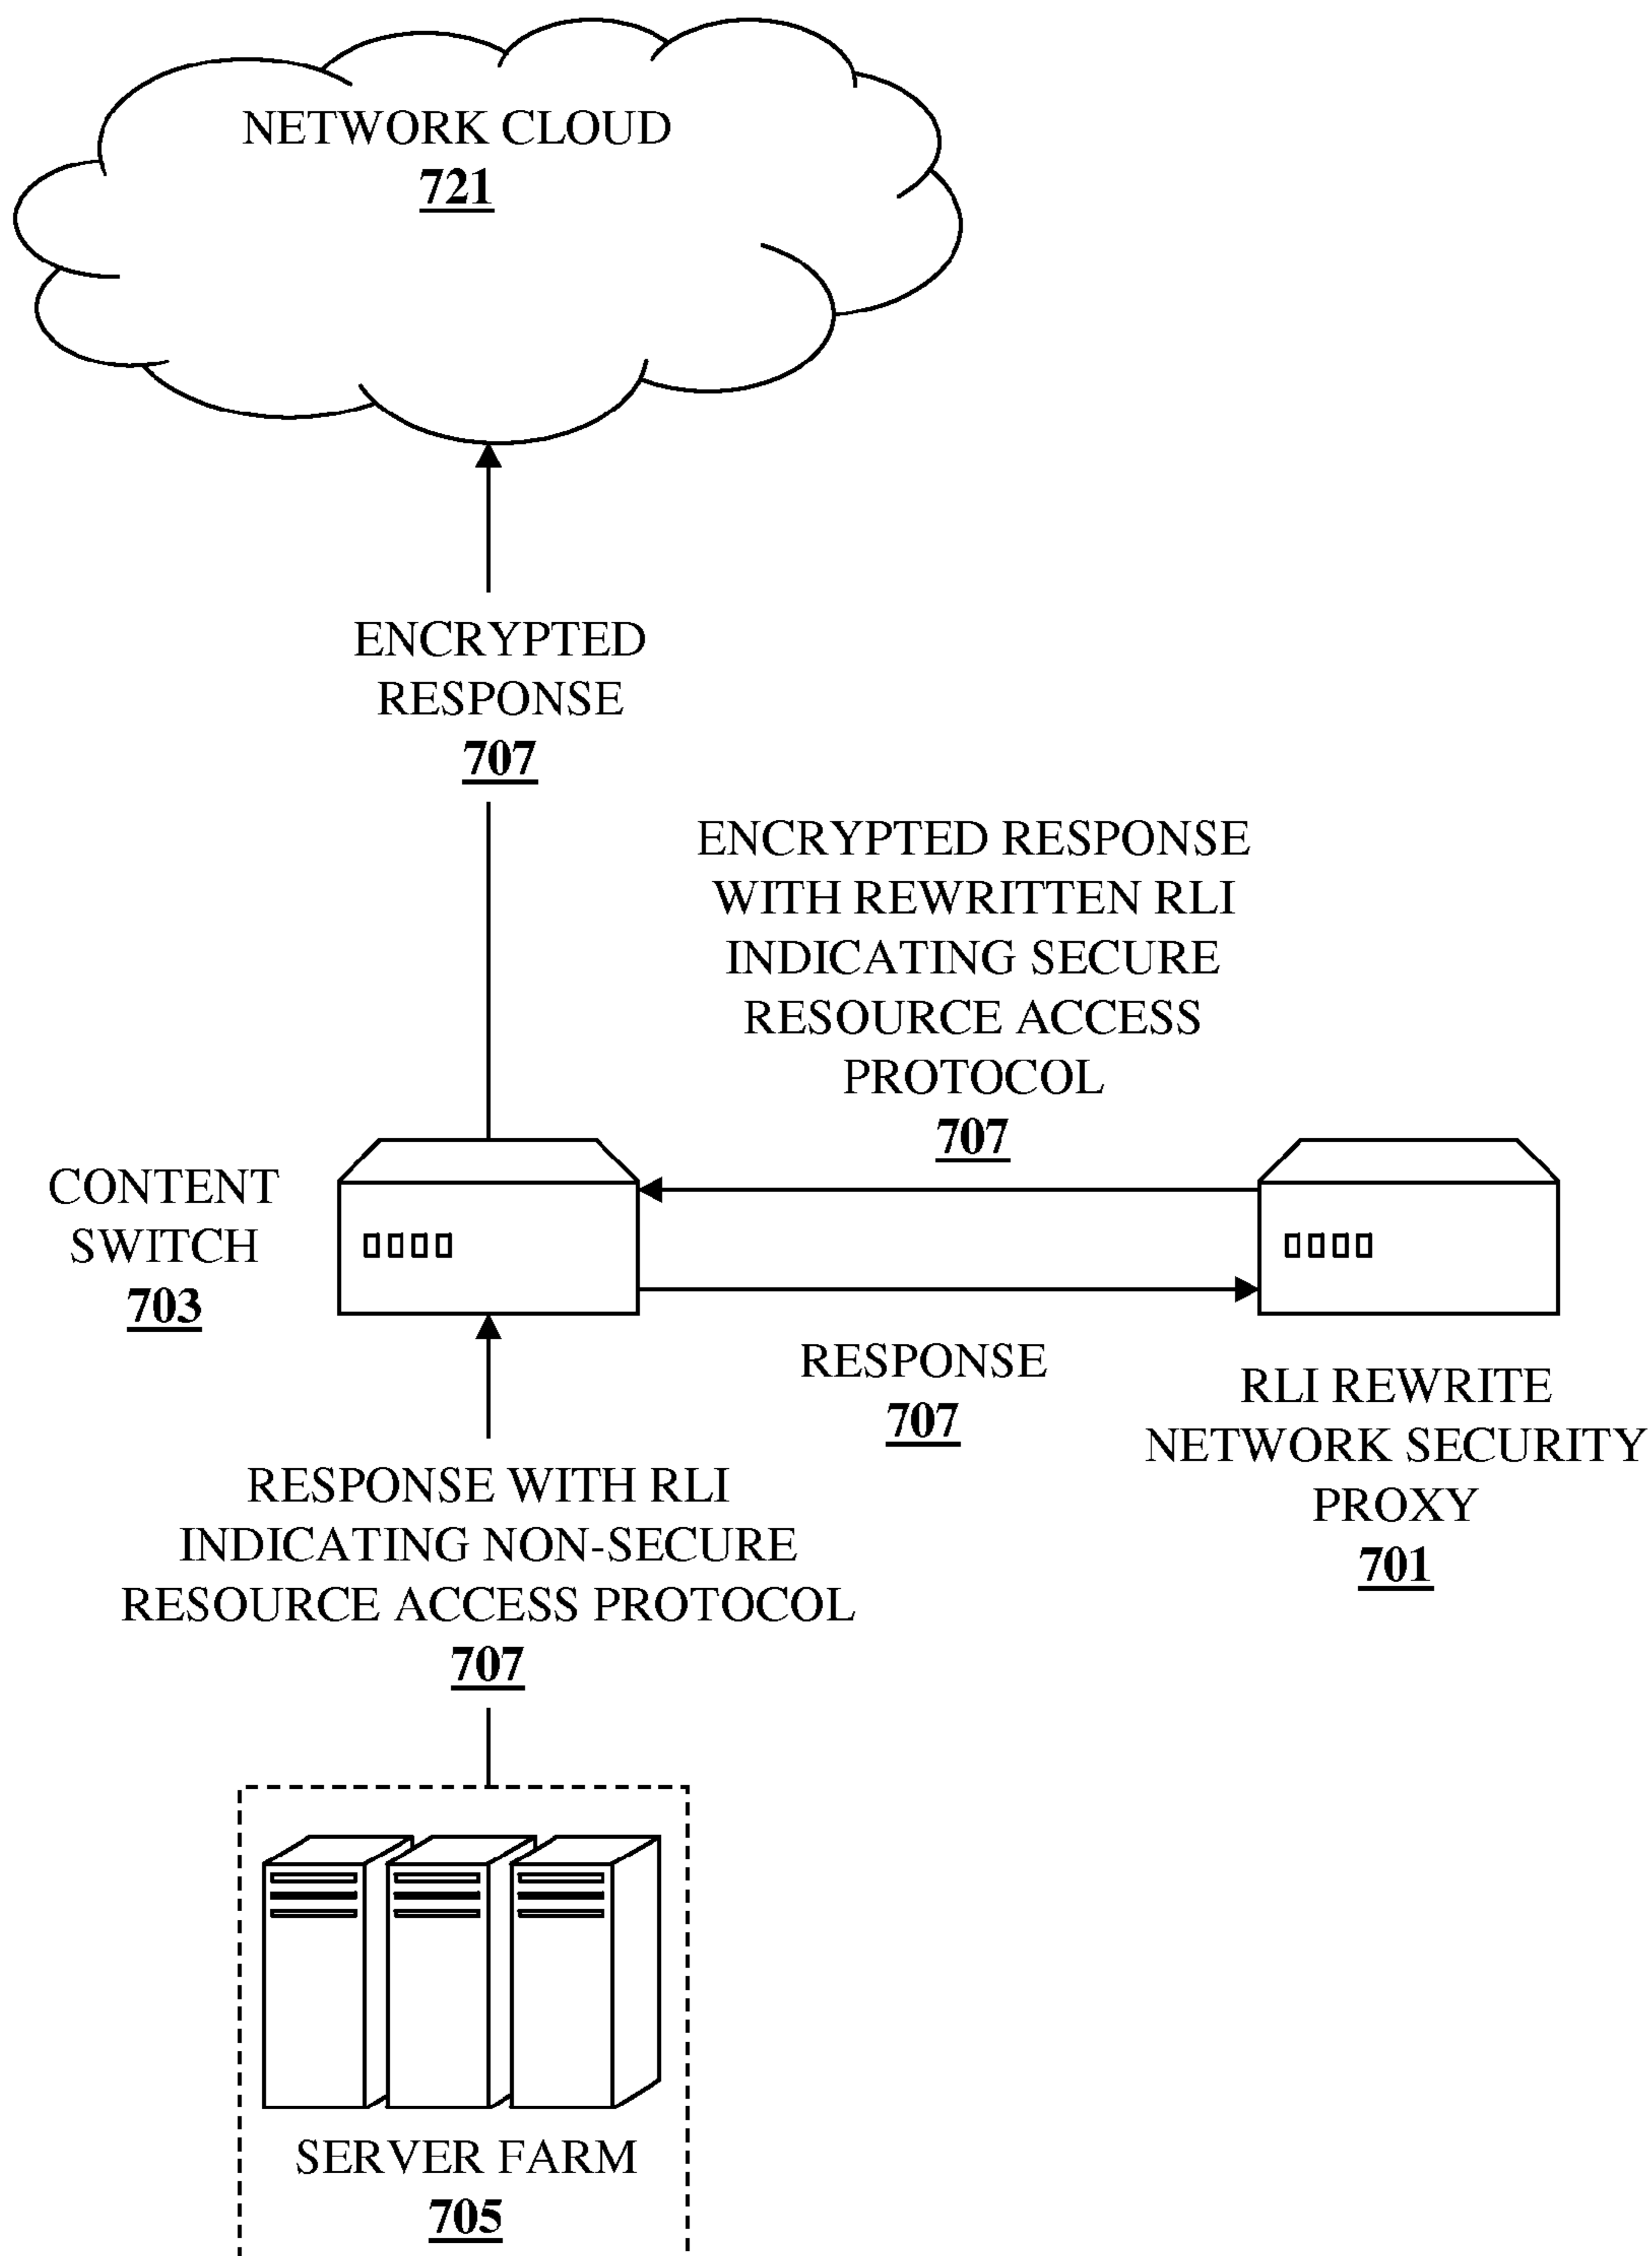 NETWORK CLOUD
721
ENCRYPTED
RESPONSE
707
ENCRYPTED RESPONSE
WITH REWRITTEN RLI
INDICATING SECURE
RESOURCE ACCESS
PROTOCOL
707
CONTENT
SWITCH
703
RESPONSE
707
RLI REWRITE
NETWORK SECURITY
PROXY
701
RESPONSE WITH RLI
INDICATING NON-SECURE
RESOURCE ACCESS PROTOCOL
707
SERVER FARM
705